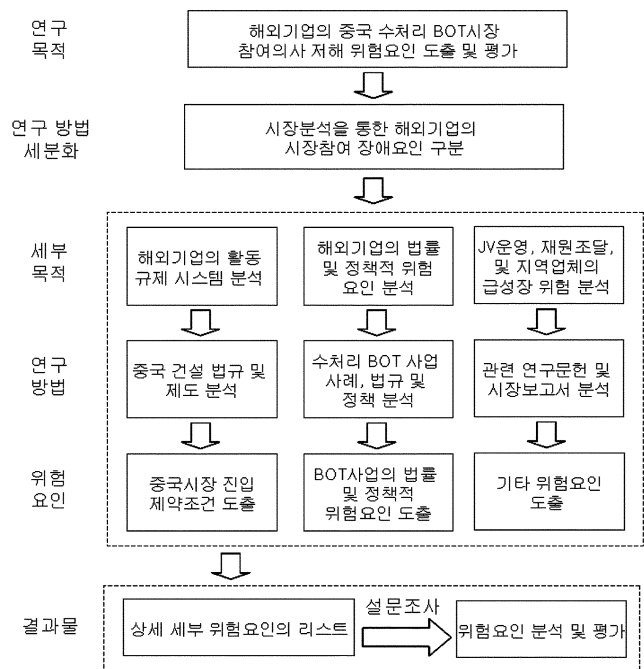 연구
목적
해외기업의 중국 수처리 BOT시장
참여의사 저해 위험요인 도출 및 평가
연구 방법
세분화
시장분석을 통한 해외기업의
시장참여 장애요인 구분
세부
목적
해외기업의 활동
규제 시스템 분석
해외기업의 법률
및 정책적 위험
요인 분석
JV운영, 재원조달,
및 지역업체의
급성장 위험 분석
연구
방법
중국 건설 법규 및
제도 분석
수처리 BOT 사업
사례, 법규 및
정책 분석
관련 연구문헌 및
시장보고서 분석
위험
요인
중국시장 진입
제약조건 도출
BOT사업의 법률
및 정책적
위험요인 도출
기타 위험요인
도출
결과물
상세 세부 위험요인의 리스트
설문조사
위험요인 분석 및 평가